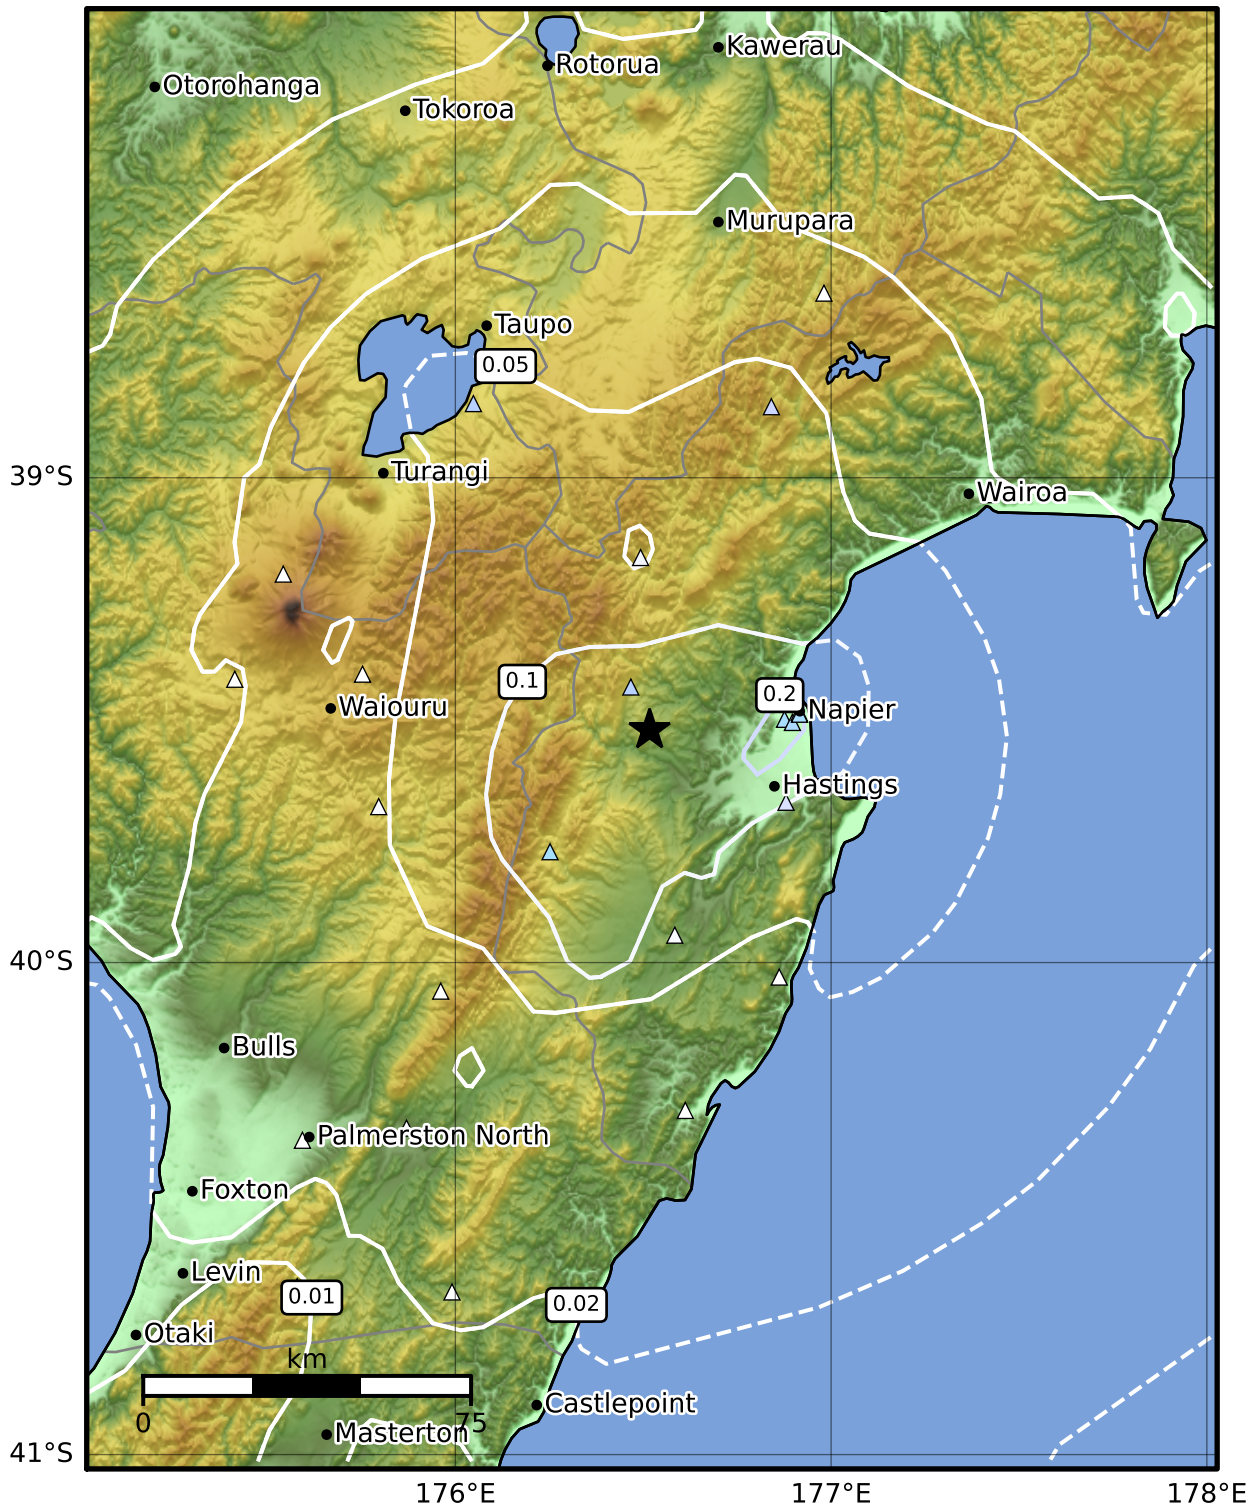 Kawerau
Rotorua
Otorohanga
Tokoroa
Murupara
Taupo
0.05
39°S
Turangi
Wairoa
0.1
0.2
Waiouru
Napier
Hastings
40°S
Bulls
Palmerston North
Foxton
Levin
0.01
0.02
Otaki
km
0
75
Castlepoint
Masterton
41°S
176°E
177°E
178°E